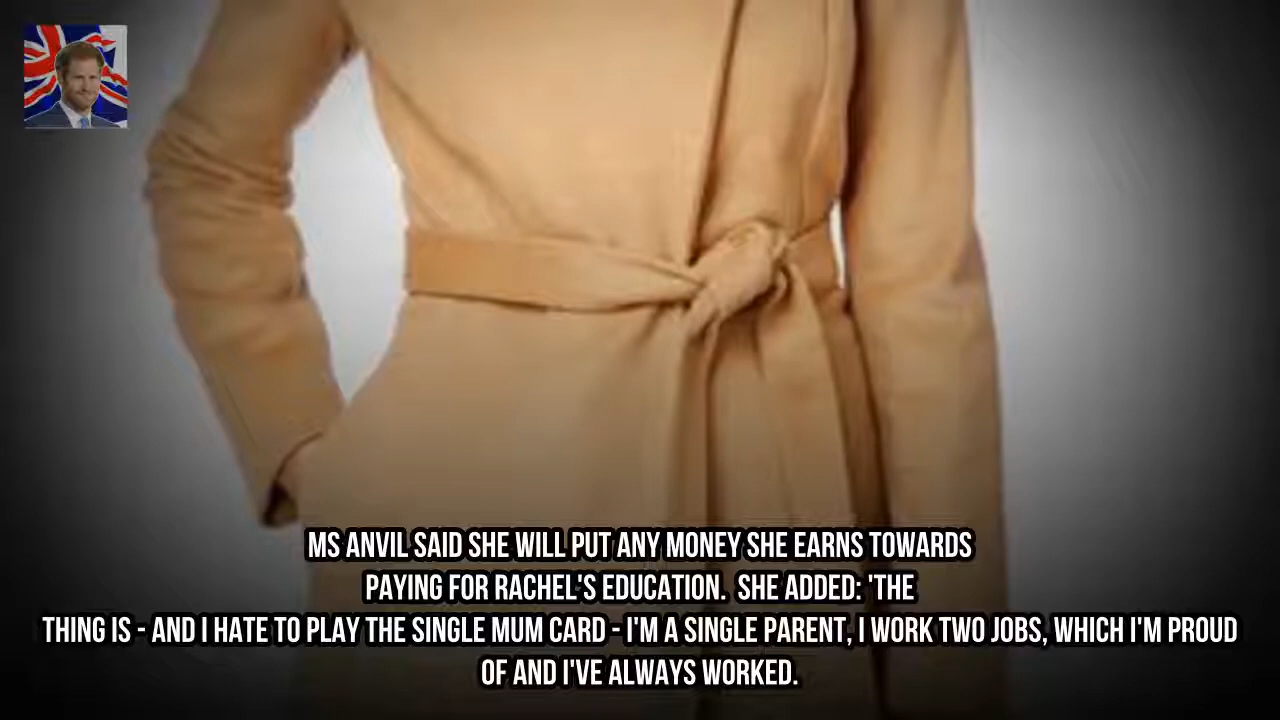 MS ANVIL SAID SHE WILL PUT ANY MONEY SHE EARNS TOWARDS
PAYING FOR RACHEL'S EDUCATION.  SHE ADDED: 'THE
THING IS - AND I HATE TO PLAY THE SINGLE MUM CARD - I'M A SINGLE PARENT, I WORK TWO JOBS, WHICH I'M PROUD
OF AND I'VE ALWAYS WORKED.